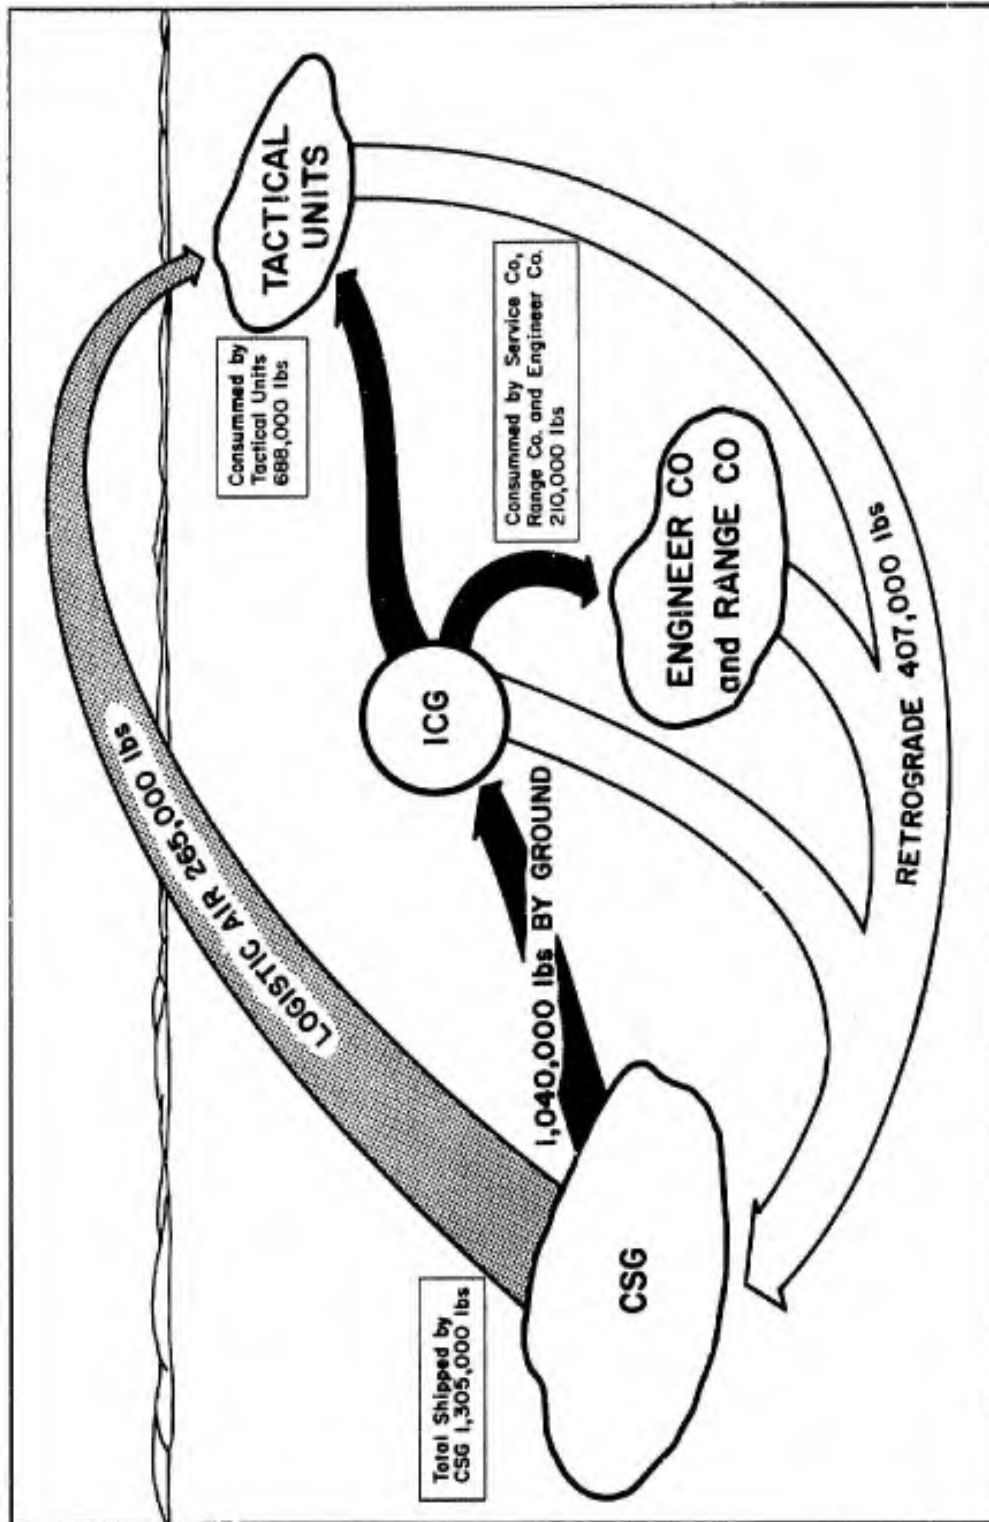 LOGISTIC AIR 265,000 lbs
TACTICAL
UNITS
Consummed by
Tactical Units
688,000 lbs
Consummed by Service Co,
Range Co. and Engineer Co.
210,000 lbs
ICG
ENGINEER CO
and RANGE CO
1,040,000 lbs BY GROUND
Total Shipped by
CSG 1,305,000 lbs
CSG
RETROGRADE 407,000 lbs